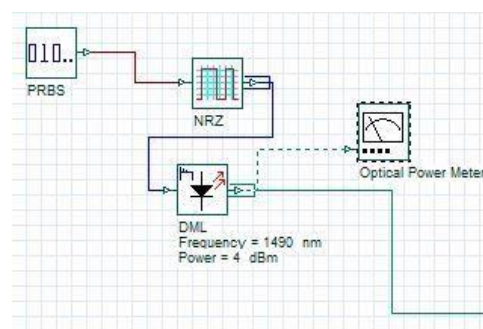 010..
PRBS
NRZ
Optical Power Meter
DML
Frequency = 1490 nm
Power = 4 dBm